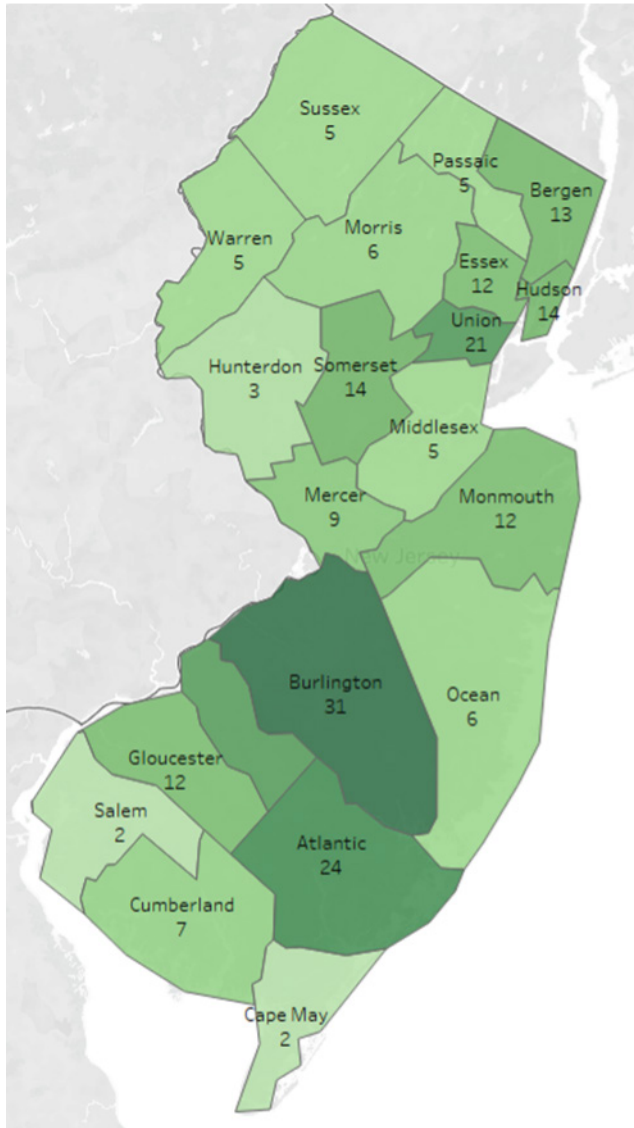 Sussex
5
Passaic
5
Bergen
13
Warren
5
Morris
6
Essex
12
Hudson
14
Union
21
Hunterdon
3
Somerset
14
Middlesex
5
Mercer
9
Monmouth
12
New Jersey
Burlington
31
Ocean
6
Gloucester
12
Salem
2
Atlantic
24
Cumberland
7
Cape May
2